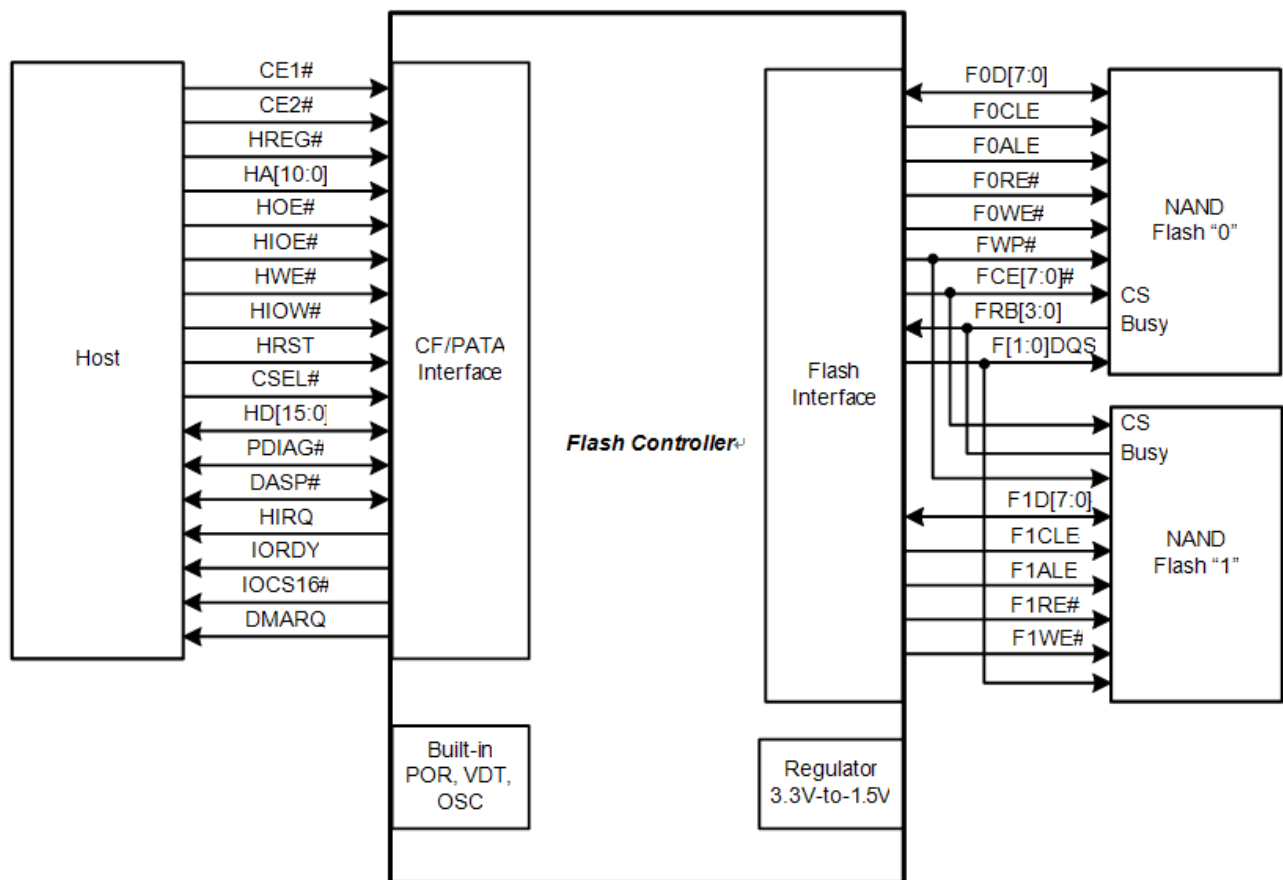 CE1#
CE2#
HREG#
HA[10:0]
HOE#
HIOE#
HWE#
HIOW#
HRST
CSEL#
HD[15:0]
PDIAG#
DASP#
HIRQ
IORDY
IOCS16#
DMARQ
Host
CF/PATA
Interface
Flash Controller↵
Built-in
POR, VDT,
OSC
Flash
Interface
Regulator
3.3V-to-1.5V
F0D[7:0]
F0CLE
F0ALE
F0RE#
F0WE#
FWP#
FCE[7:0]#
FRB[3:0]
F[1:0]DQS
NAND
Flash “0”
CS
Busy
CS
Busy
F1D[7:0]
F1CLE
F1ALE
F1RE#
F1WE#
NAND
Flash “1”